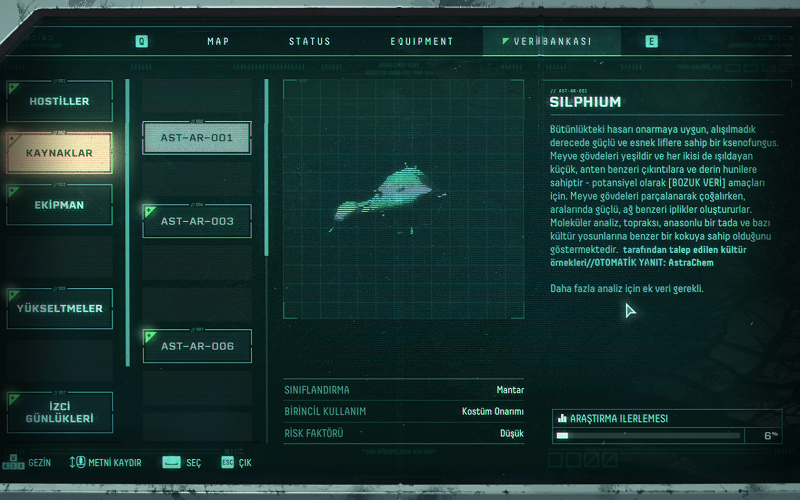 Q
MAP
STATUS
EQUIPMENT
VERİBANKASI
E
HOSTİLLER
KAYNAKLAR
EKİPMAN
YÜKSELTMELER
İZCİ
GÜNLÜKLERİ
AST-AR-001
AST-AR-003
AST-AR-006
// AST-AR-001
SILPHIUM
Bütünlükteki hasarı onarmaya uygun, alışılmadık
derecede güçlü ve esnek liflere sahip bir ksenofungus.
Meyve gövdeleri yeşildir ve her ikisi de ışıldayan
küçük, anten benzeri çıkıntılara ve derin hunilere
sahiptir - potansiyel olarak [BOZUK VERİ] amaçları
için. Meyve gövdeleri parçalanarak çoğalırken,
aralarında güçlü, ağ benzeri iplikler oluştururlar.
Moleküler analiz, topraksı, anasonlu bir tada ve bazı
kültür yosunlarına benzer bir kokuya sahip olduğunu
göstermektedir. tarafından talep edilen kültür
örnekleri//OTOMATİK YANIT: AstraChem
Daha fazla analiz için ek veri gerekli.
SINIFLANDIRMA Mantar
BİRİNCİL KULLANIM Kostüm Onarımı
RİSK FAKTÖRÜ Düşük
ARAŞTIRMA İLERLEMESİ
6%
GEZİN
METNİ KAYDIR
SEÇ
ESC ÇIK